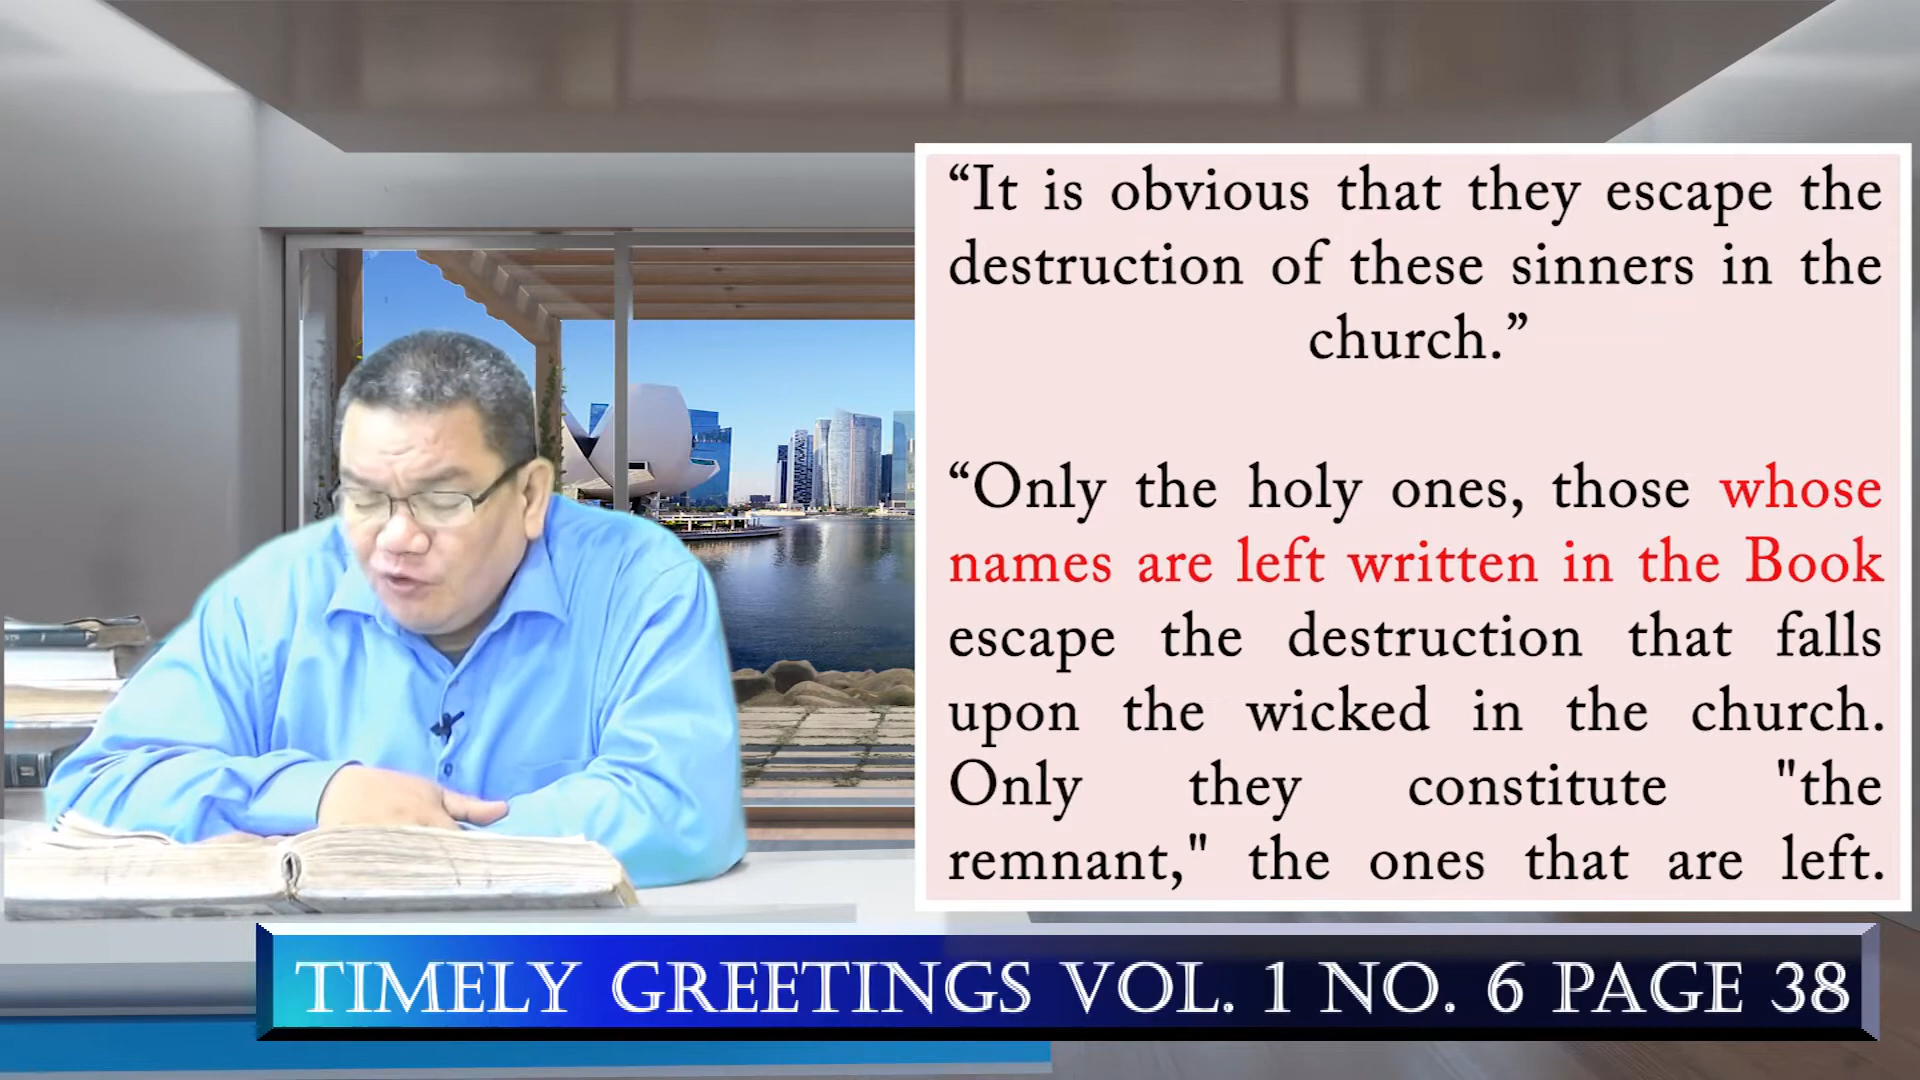 “It is obvious that they escape the
destruction of these sinners in the
church.”
“Only the holy ones, those whose
names are left written in the Book
escape the destruction that falls
upon the wicked in the church.
Only they constitute "the
remnant," the ones that are left.
TIMELY GREETINGS VOL. 1 NO. 6 PAGE 38